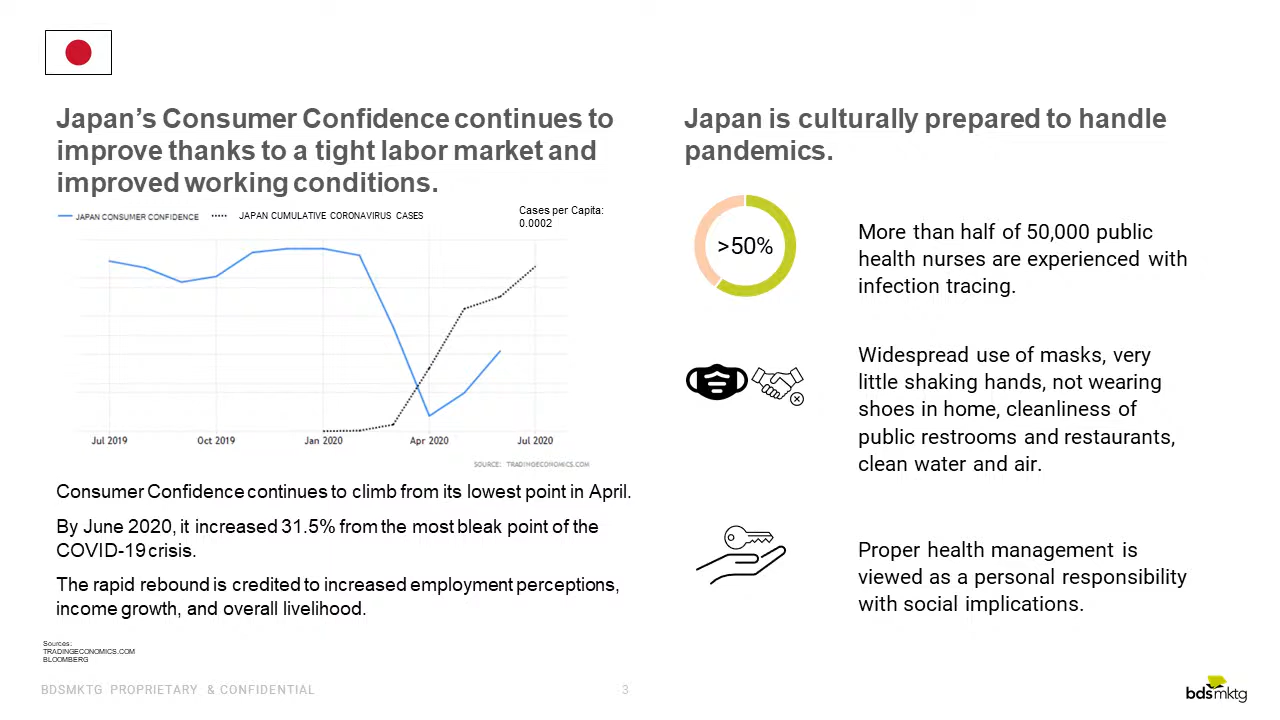 Japan's Consumer Confidence continues to
improve thanks to a tight labor market and
improved working conditions.
JAPAN CONSUMER CONFIDENCE
JAPAN CUMULATIVE CORONAVIRUS CASES
Cases per Capita:
0.0002
Jul 2019
Oct 2019
Jan 2020
Apr 2020
Jul 2020
SOURCE: TRADINGECONOMICS.COM
Consumer Confidence continues to climb from its lowest point in April.
By June 2020, it increased 31.5% from the most bleak point of the
COVID-19 crisis.
The rapid rebound is credited to increased employment perceptions,
income growth, and overall livelihood.
Sources:
TRADINGECONOMICS.COM
BLOOMBERG
Japan is culturally prepared to handle
pandemics.
>50%
More than half of 50,000 public
health nurses are experienced with
infection tracing.
Widespread use of masks, very
little shaking hands, not wearing
shoes in home, cleanliness of
public restrooms and restaurants,
clean water and air.
Proper health management is
viewed as a personal responsibility
with social implications.
BDSMKTG PROPRIETARY & CONFIDENTIAL
3
bdsmktg